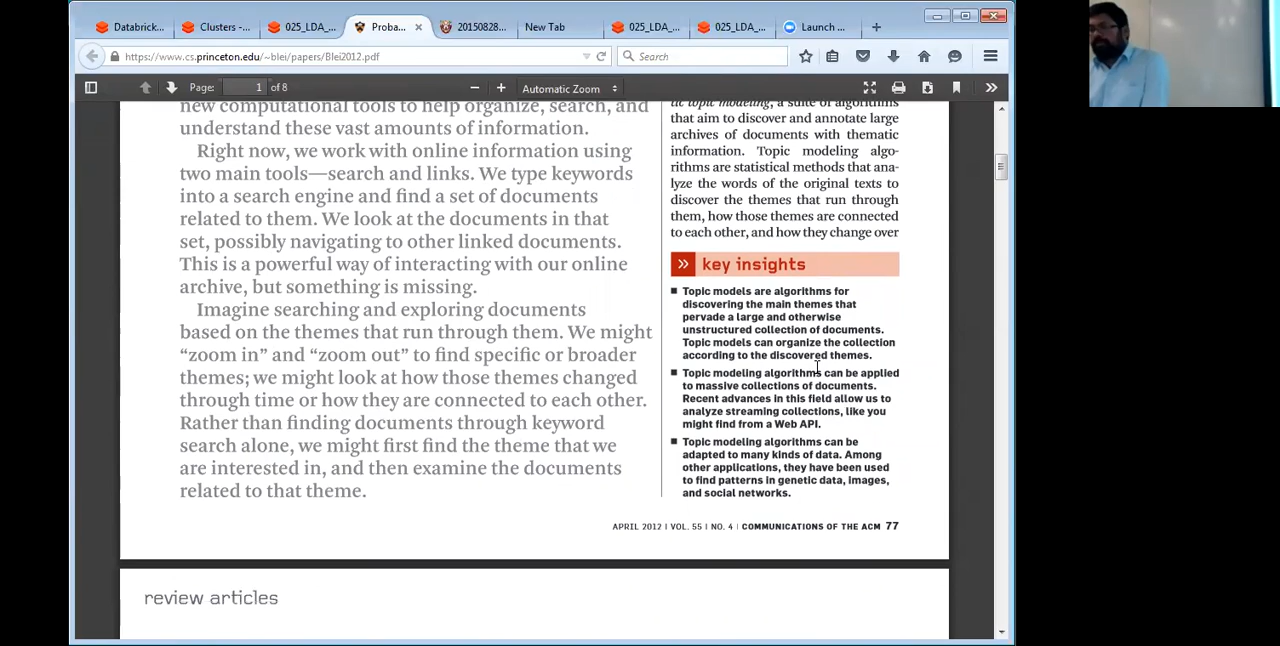 Databrick...
Clusters -...
025_LDA_...
Proba...
20150828...
New Tab
025_LDA_...
025_LDA_...
Launch ...
https://www.cs.princeton.edu/~blei/papers/Blei2012.pdf
Search
Page:
1
of 8
Automatic Zoom
new computational tools to help organize, search, and
understand these vast amounts of information.
Right now, we work with online information using
two main tools—search and links. We type keywords
into a search engine and find a set of documents
related to them. We look at the documents in that
set, possibly navigating to other linked documents.
This is a powerful way of interacting with our online
archive, but something is missing.
Imagine searching and exploring documents
based on the themes that run through them. We might
“zoom in” and “zoom out” to find specific or broader
themes; we might look at how those themes changed
through time or how they are connected to each other.
Rather than finding documents through keyword
search alone, we might first find the theme that we
are interested in, and then examine the documents
related to that theme.
tic topic modeling, a suite of algorithms
that aim to discover and annotate large
archives of documents with thematic
information. Topic modeling algo-
rithms are statistical methods that ana-
lyze the words of the original texts to
discover the themes that run through
them, how those themes are connected
to each other, and how they change over
» key insights
Topic models are algorithms for
discovering the main themes that
pervade a large and otherwise
unstructured collection of documents.
Topic models can organize the collection
according to the discovered themes.
Topic modeling algorithms can be applied
to massive collections of documents.
Recent advances in this field allow us to
analyze streaming collections, like you
might find from a Web API.
Topic modeling algorithms can be
adapted to many kinds of data. Among
other applications, they have been used
to find patterns in genetic data, images,
and social networks.
APRIL 2012 | VOL. 55 | NO. 4 | COMMUNICATIONS OF THE ACM 77
review articles